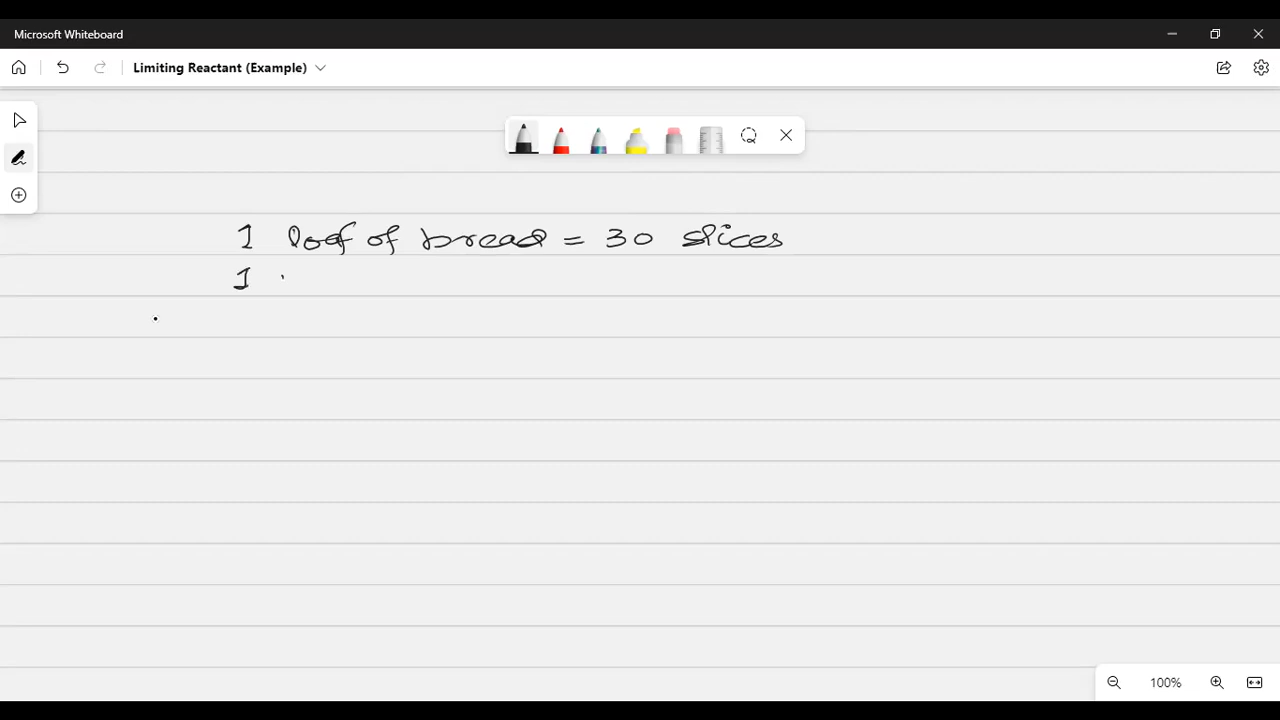 Microsoft Whiteboard
Limiting Reactant (Example)
1 loaf of bread = 30 slices
1
100%